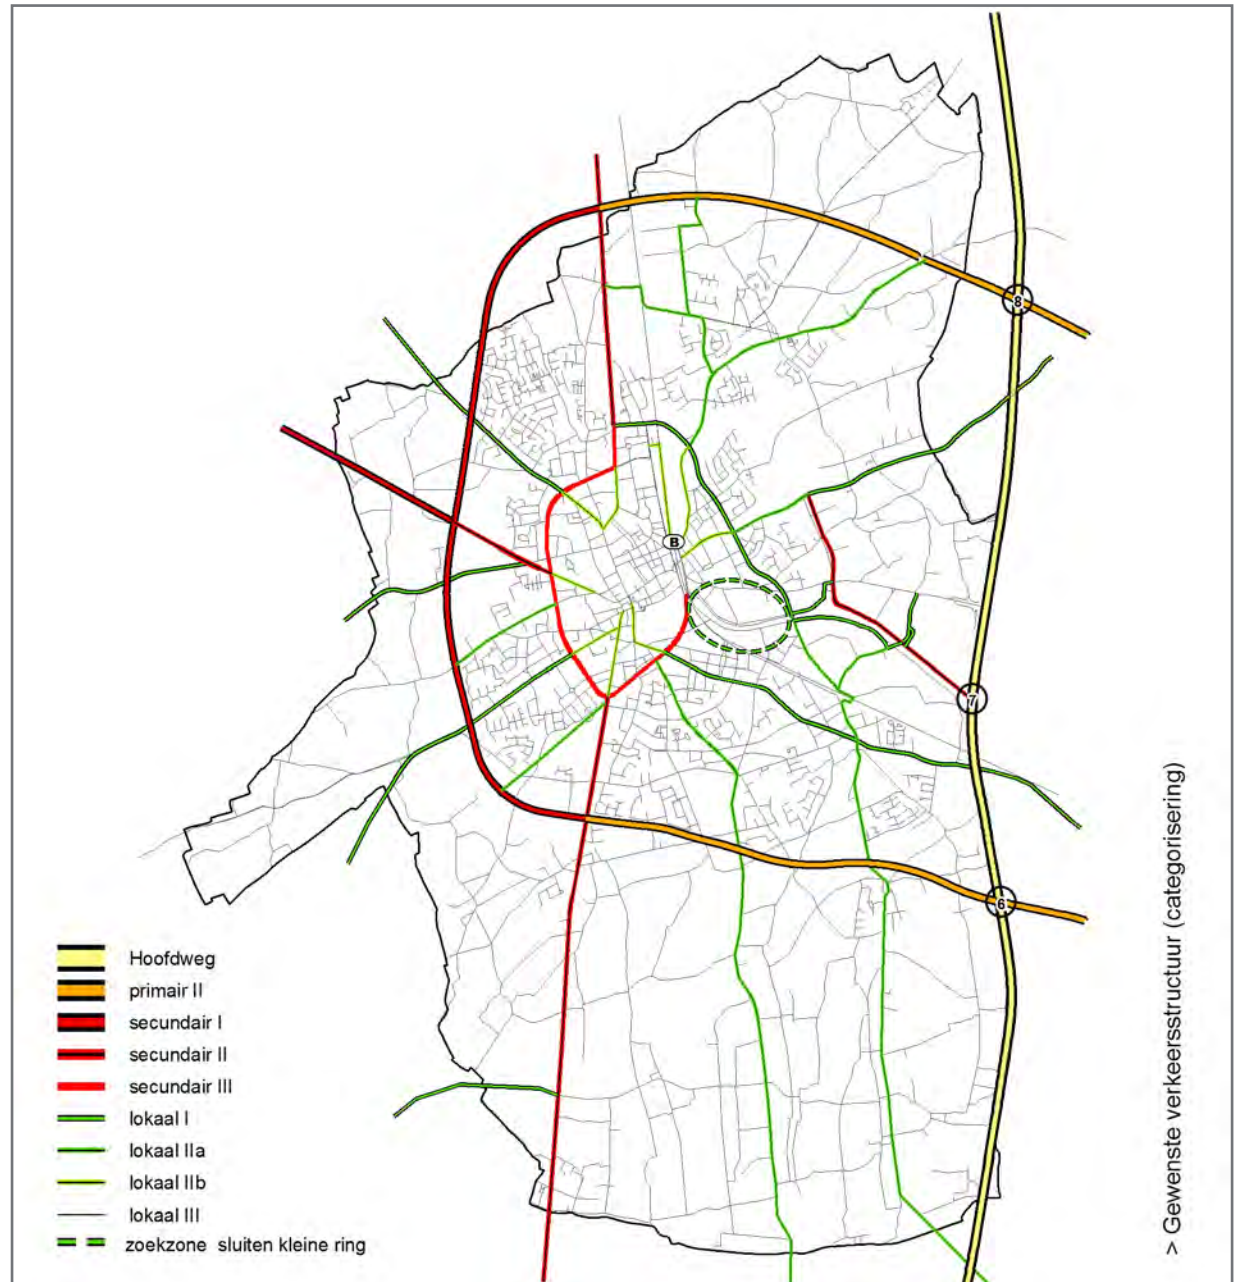 8
B
7
6
Hoofdweg
primair II
secundair I
secundair II
secundair III
lokaal I
lokaal IIa
lokaal IIb
lokaal III
zoekzone sluiten kleine ring
> Gewenste verkeersstructuur (categorisering)